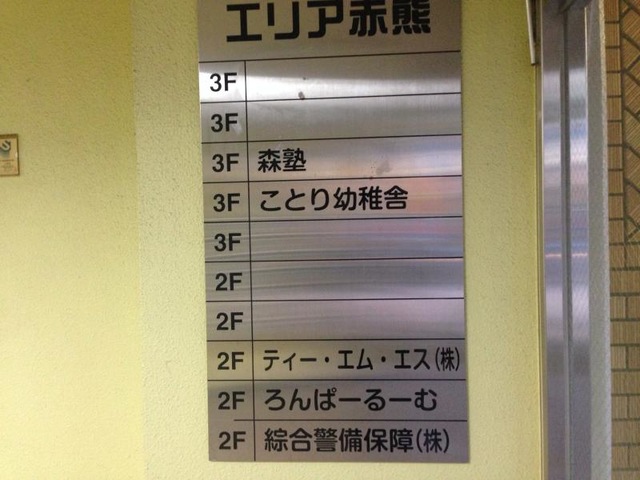 エリア赤熊
3F
3F
3F 森塾
3F ことり幼稚舎
3F
2F
2F
2F ティー・エム・エス(株)
2F ろんぱーるーむ
2F 綜合警備保障(株)